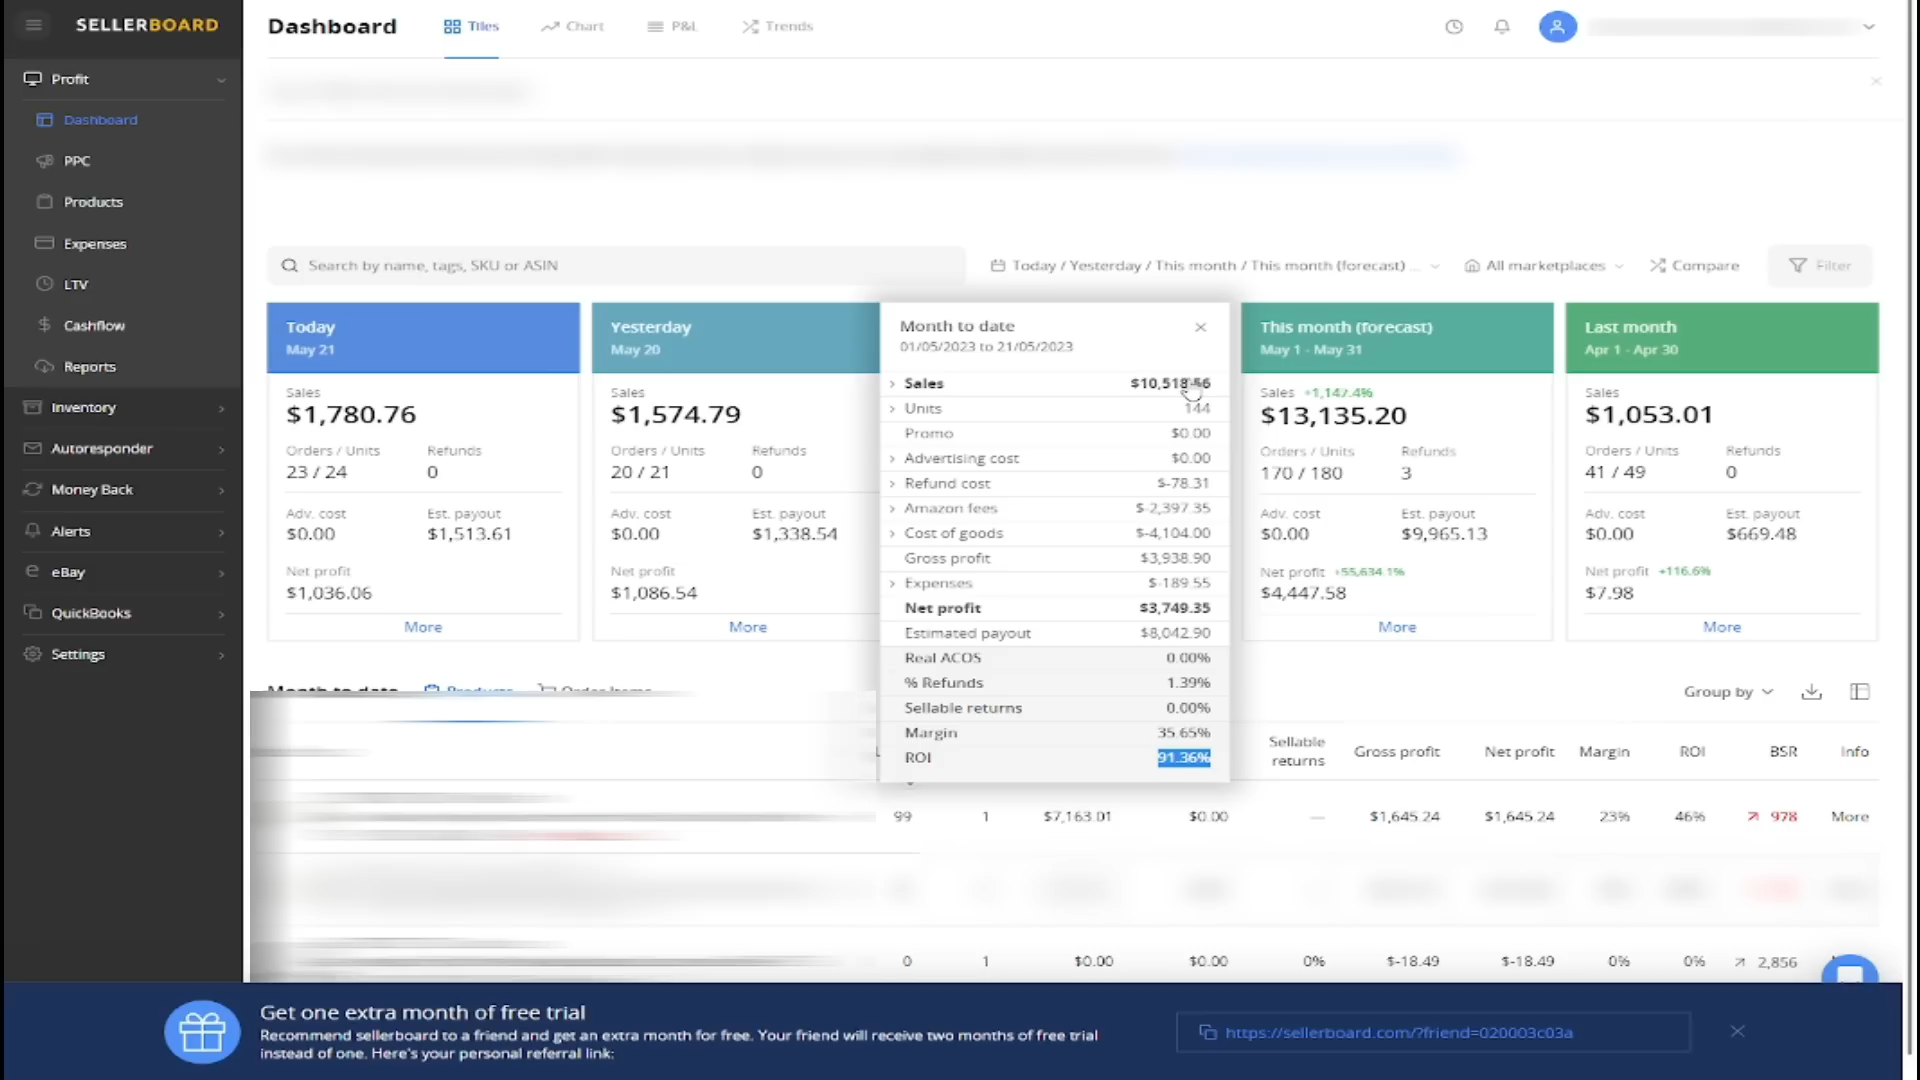 SELLERBOARD
Dashboard
Tiles
Chart
P&L
Trends
Profit
Dashboard
PPC
Products
Expenses
LTV
Cashflow
Reports
Inventory
Autoresponder
Money Back
Alerts
eBay
QuickBooks
Settings
Search by name, tags, SKU or ASIN
Today / Yesterday / This month / This month (forecast) ...
All marketplaces
Compare
Filter
Today
May 21
Sales
$1,780.76
Orders / Units Refunds
23 / 24 0
Adv. cost Est. payout
$0.00 $1,513.61
Net profit
$1,036.06
More
Yesterday
May 20
Sales
$1,574.79
Orders / Units Refunds
20 / 21 0
Adv. cost Est. payout
$0.00 $1,338.54
Net profit
$1,086.54
More
Month to date
01/05/2023 to 21/05/2023
Sales
Units 144
Promo $0.00
Advertising cost $0.00
Refund cost $-78.31
Amazon fees $-2,397.35
Cost of goods $-4,104.00
Gross profit $3,938.90
Expenses $-189.55
Net profit $3,749.35
Estimated payout $8,042.90
Real ACOS 0.00%
% Refunds 1.39%
Sellable returns 0.00%
Margin 35.65%
ROI 91.36%
This month (forecast)
May 1 - May 31
Sales +1,147.4%
$13,135.20
Orders / Units Refunds
170 / 180 3
Adv. cost Est. payout
$0.00 $9,965.13
Net profit +55,634.1%
$4,447.58
More
Last month
Apr 1 - Apr 30
Sales
$1,053.01
Orders / Units Refunds
41 / 49 0
Adv. cost Est. payout
$0.00 $669.48
Net profit +116.6%
$7.98
More
Month to date Products Order items
Group by
Sellable
returns
Gross profit Net profit Margin ROI BSR Info
99 1 $7,163.01 $0.00 — $1,645.24 $1,645.24 23% 46% 978 More
0 1 $0.00 $0.00 0% $-18.49 $-18.49 0% 0% 2,856
Get one extra month of free trial
Recommend sellerboard to a friend and get an extra month for free. Your friend will receive two months of free trial
instead of one. Here's your personal referral link:
https://sellerboard.com/?friend=020003c03a